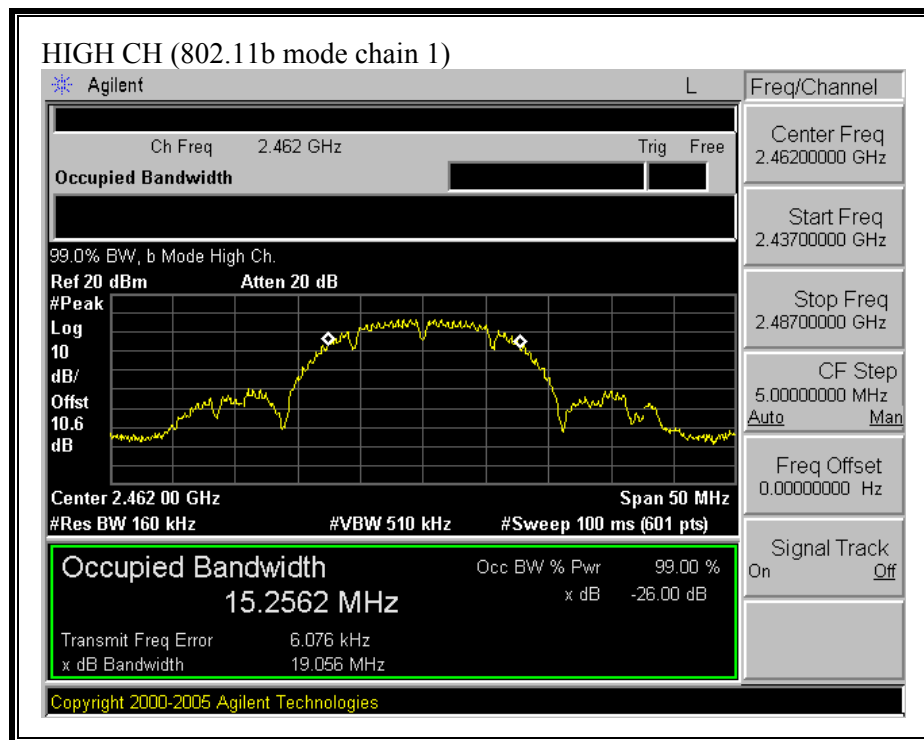 HIGH CH (802.11b mode chain 1)
Agilent L Freq/Channel
Ch Freq 2.462 GHz Trig Free
Occupied Bandwidth
Center Freq
2.46200000 GHz
Start Freq
2.43700000 GHz
Stop Freq
2.48700000 GHz
CF Step
5.00000000 MHz
Auto Man
Freq Offset
0.00000000 Hz
Signal Track
On Off
99.0% BW, b Mode High Ch.
Ref 20 dBm Atten 20 dB
#Peak
Log
10
dB/
Offst
10.6
dB
Center 2.462 00 GHz Span 50 MHz
#Res BW 160 kHz #VBW 510 kHz #Sweep 100 ms (601 pts)
Occupied Bandwidth Occ BW % Pwr 99.00 %
15.2562 MHz x dB -26.00 dB
Transmit Freq Error 6.076 kHz
x dB Bandwidth 19.056 MHz
Copyright 2000-2005 Agilent Technologies